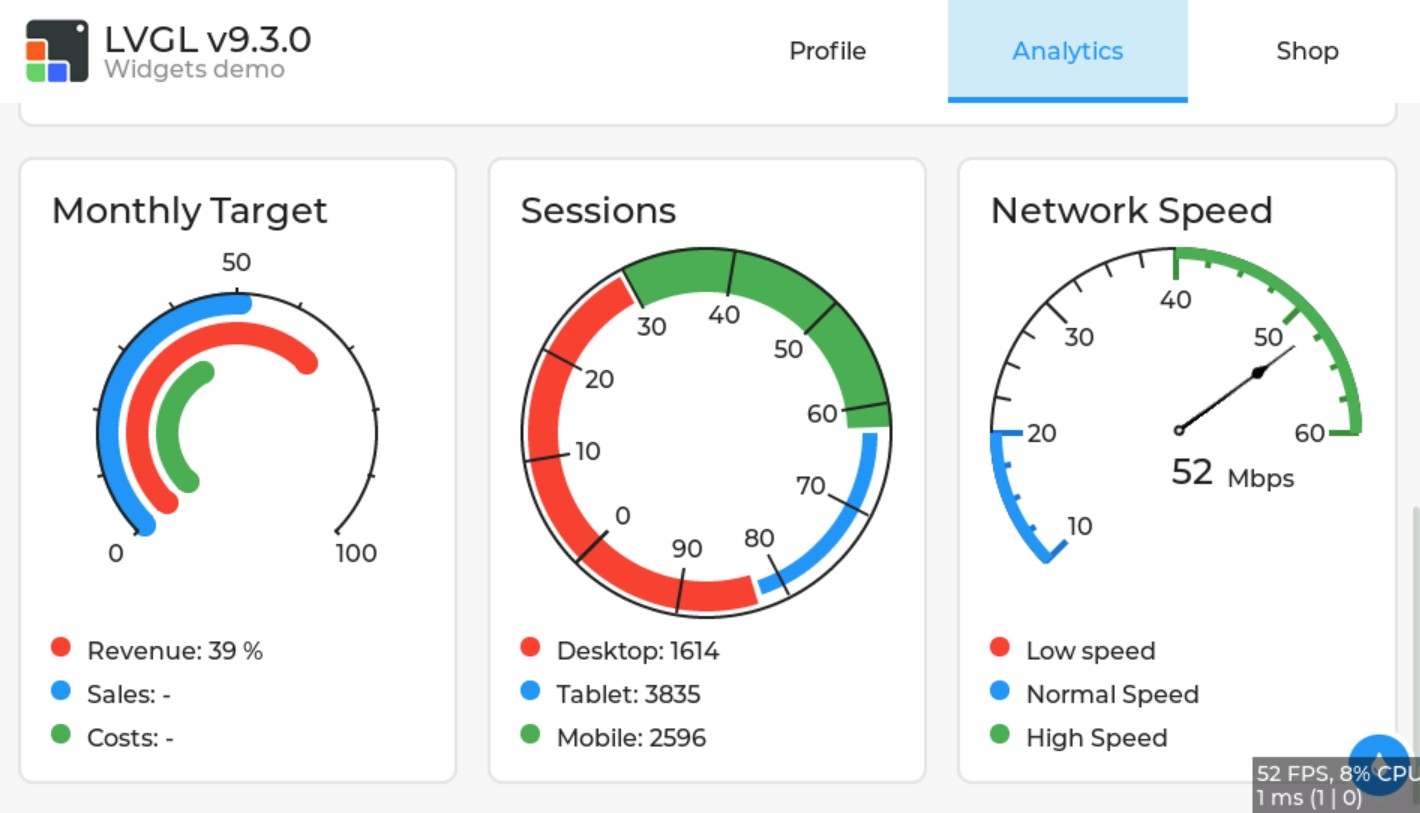 LVGL v9.3.0
Widgets demo
Profile
Analytics
Shop
Monthly Target
50
0
100
Revenue: 39 %
Sales: -
Costs: -
Sessions
30
40
50
20
60
10
70
0
80
90
Desktop: 1614
Tablet: 3835
Mobile: 2596
Network Speed
40
30
50
20
60
52 Mbps
10
Low speed
Normal Speed
High Speed
52 FPS, 8% CPU
1 ms (1 | 0)